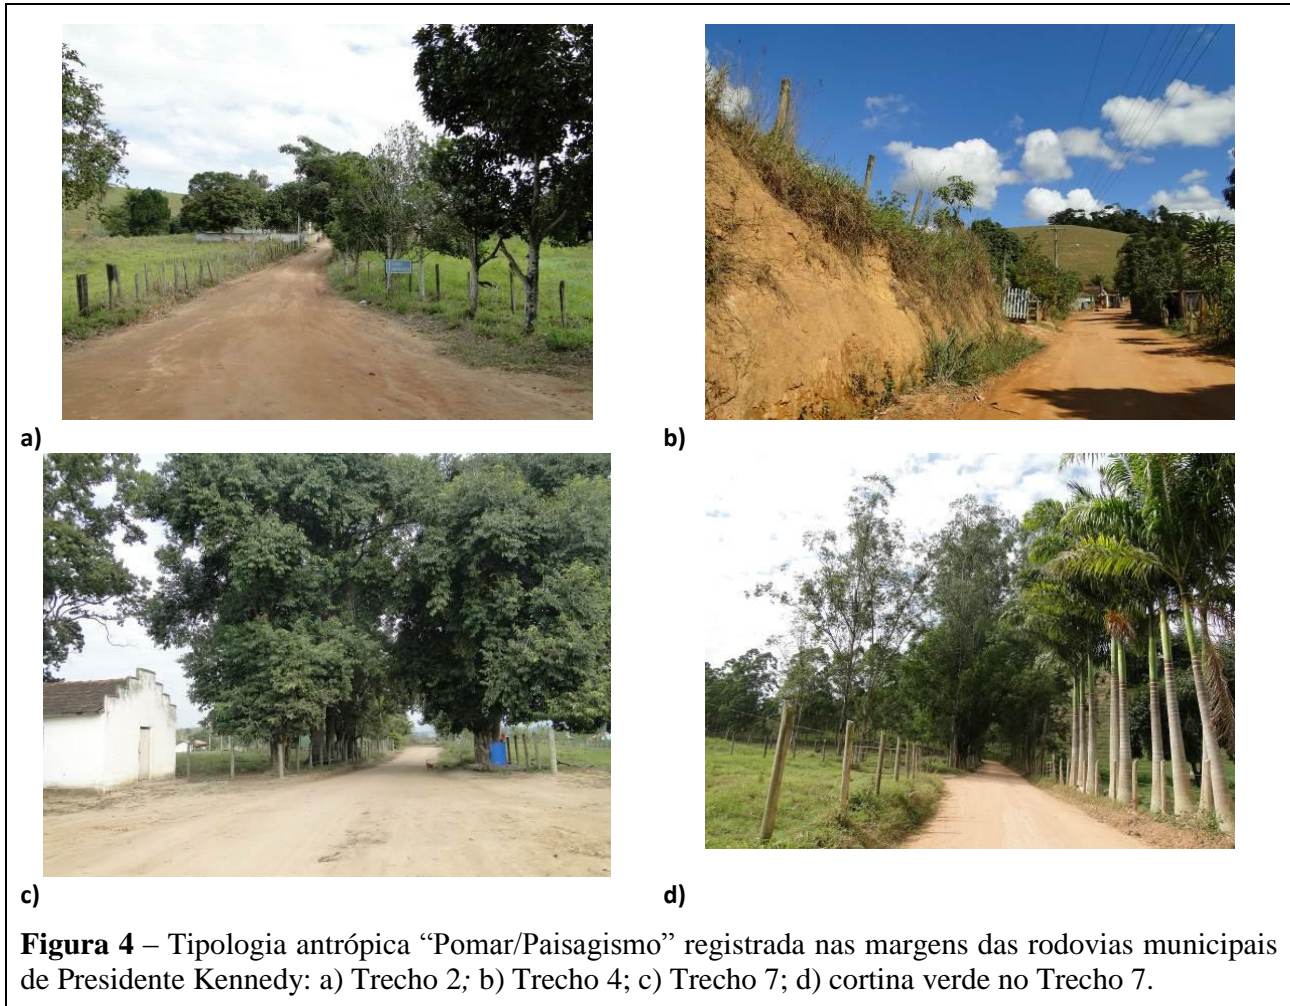 a)
b)
c)
d)
Figura 4 – Tipologia antrópica “Pomar/Paisagismo” registrada nas margens das rodovias municipais
de Presidente Kennedy: a) Trecho 2; b) Trecho 4; c) Trecho 7; d) cortina verde no Trecho 7.